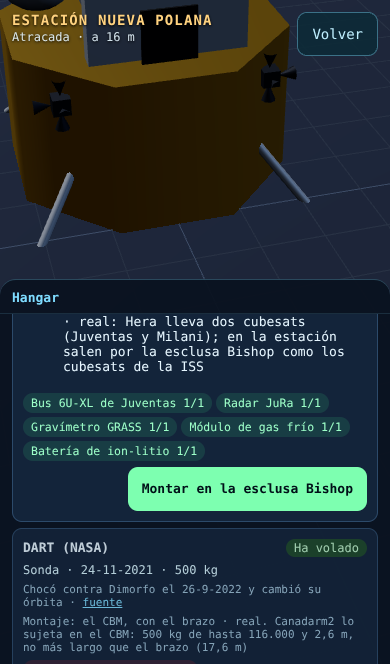 ESTACIÓN NUEVA POLANA
Atracada · a 16 m
Volver
Hangar
· real: Hera lleva dos cubesats
(Juventas y Milani); en la estación
salen por la esclusa Bishop como los
cubesats de la ISS
Bus 6U-XL de Juventas 1/1
Radar JuRa 1/1
Gravímetro GRASS 1/1
Módulo de gas frío 1/1
Batería de ion-litio 1/1
Montar en la esclusa Bishop
DART (NASA)
Ha volado
Sonda · 24-11-2021 · 500 kg
Chocó contra Dimorfo el 26-9-2022 y cambió su
órbita · fuente
Montaje: el CBM, con el brazo · real. Canadarm2 lo
sujeta en el CBM: 500 kg de hasta 116.000 y 2,6 m,
no más largo que el brazo (17,6 m)